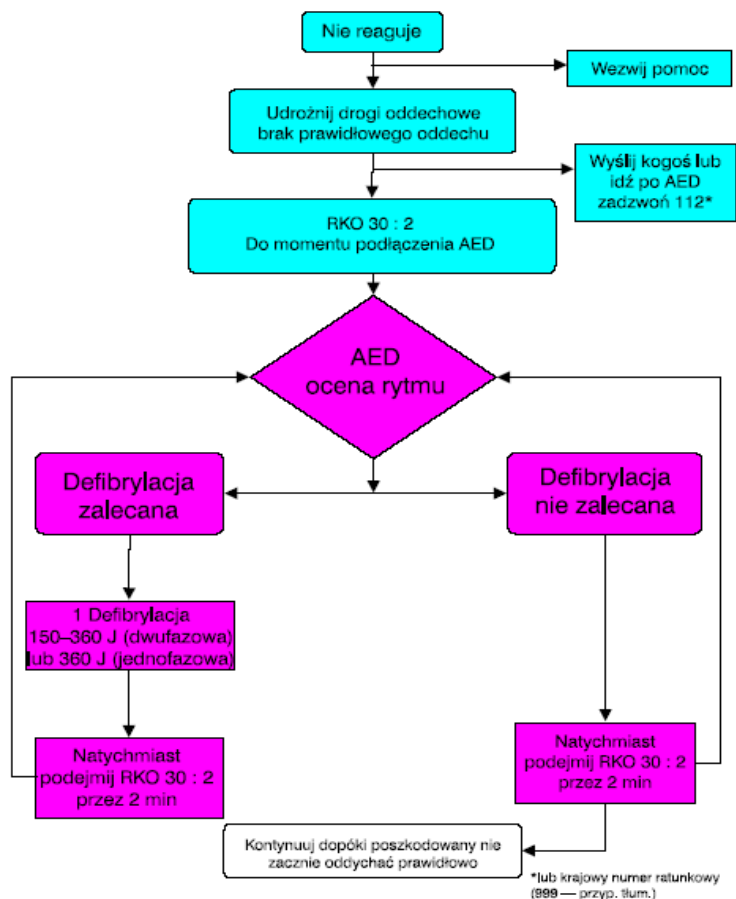 Nie reaguje
Wezwij pomoc
Udrożnij drogi oddechowe
brak prawidłowego oddechu
Wyślij kogoś lub
idź po AED
zadzwoń 112*
RKO 30 : 2
Do momentu podłączenia AED
AED
ocena rytmu
Defibrylacja
zalecana
Defibrylacja
nie zalecana
1 Defibrylacja
150–360 J (dwufazowa)
lub 360 J (jednofazowa)
Natychmiast
podejmij RKO 30 : 2
przez 2 min
Natychmiast
podejmij RKO 30 : 2
przez 2 min
Kontynuuj dopóki poszkodowany nie
zacznie oddychać prawidłowo
*lub krajowy numer ratunkowy
(999 — przyp. tłum.)